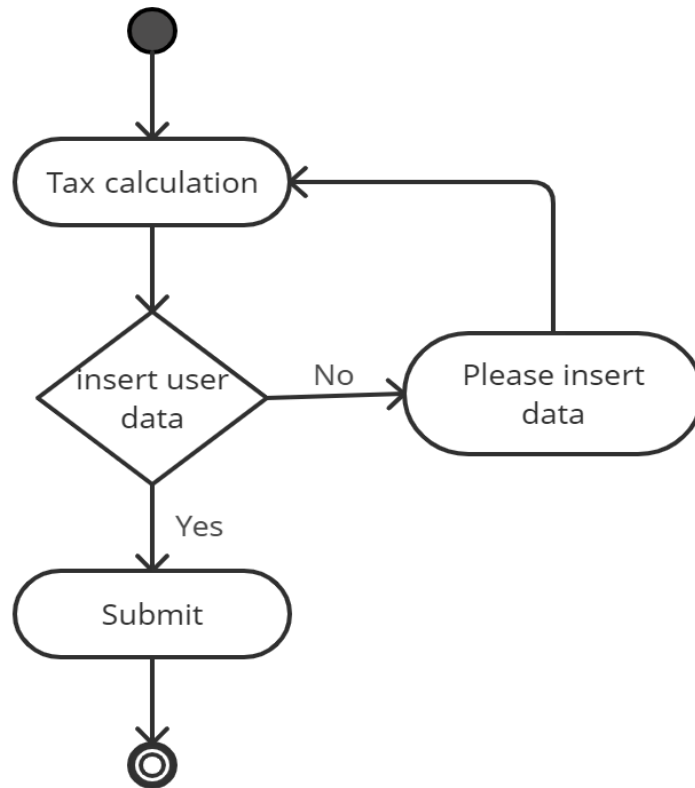 Tax calculation
insert user
data
No
Please insert
data
Yes
Submit